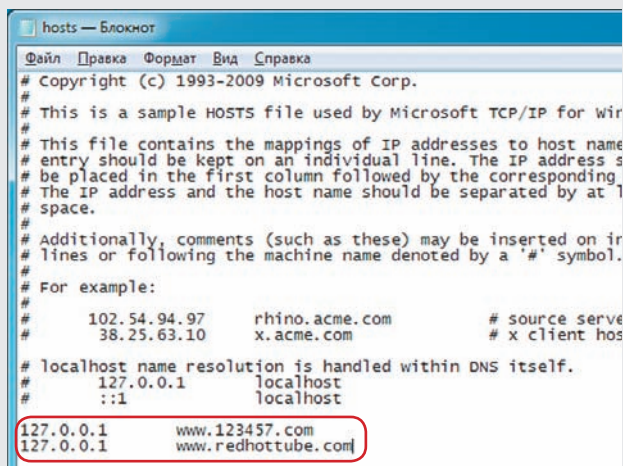 hosts — Блокнот
Файл Правка Формат Вид Справка
# Copyright (c) 1993-2009 Microsoft Corp.
#
# This is a sample HOSTS file used by Microsoft TCP/IP for Wir
#
# This file contains the mappings of IP addresses to host name
# entry should be kept on an individual line. The IP address s
# be placed in the first column followed by the corresponding
# The IP address and the host name should be separated by at l
# space.
#
# Additionally, comments (such as these) may be inserted on ir
# lines or following the machine name denoted by a '#' symbol.
#
# For example:
#
# 102.54.94.97 rhino.acme.com # source serve
# 38.25.63.10 x.acme.com # x client hos
# localhost name resolution is handled within DNS itself.
# 127.0.0.1 localhost
# ::1 localhost
127.0.0.1 www.123457.com
127.0.0.1 www.redhottube.com